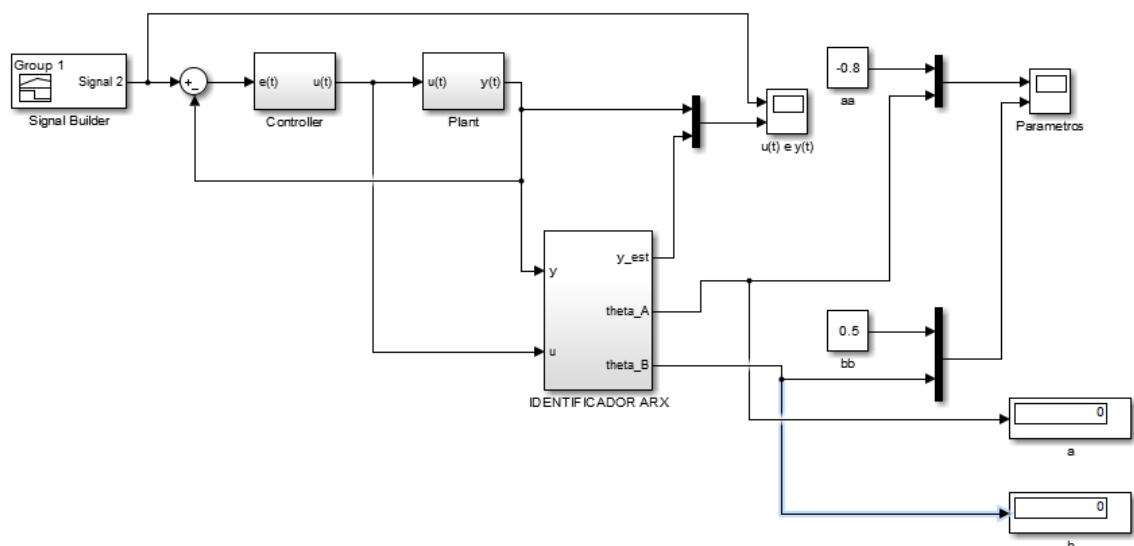 Group 1
Signal 2
Signal Builder
+
_
e(t)
u(t)
Controller
u(t)
y(t)
Plant
u(t) e y(t)
-0.8
aa
Parametros
y
u
y_est
theta_A
theta_B
IDENTIFICADOR ARX
0.5
bb
0
a
0
b